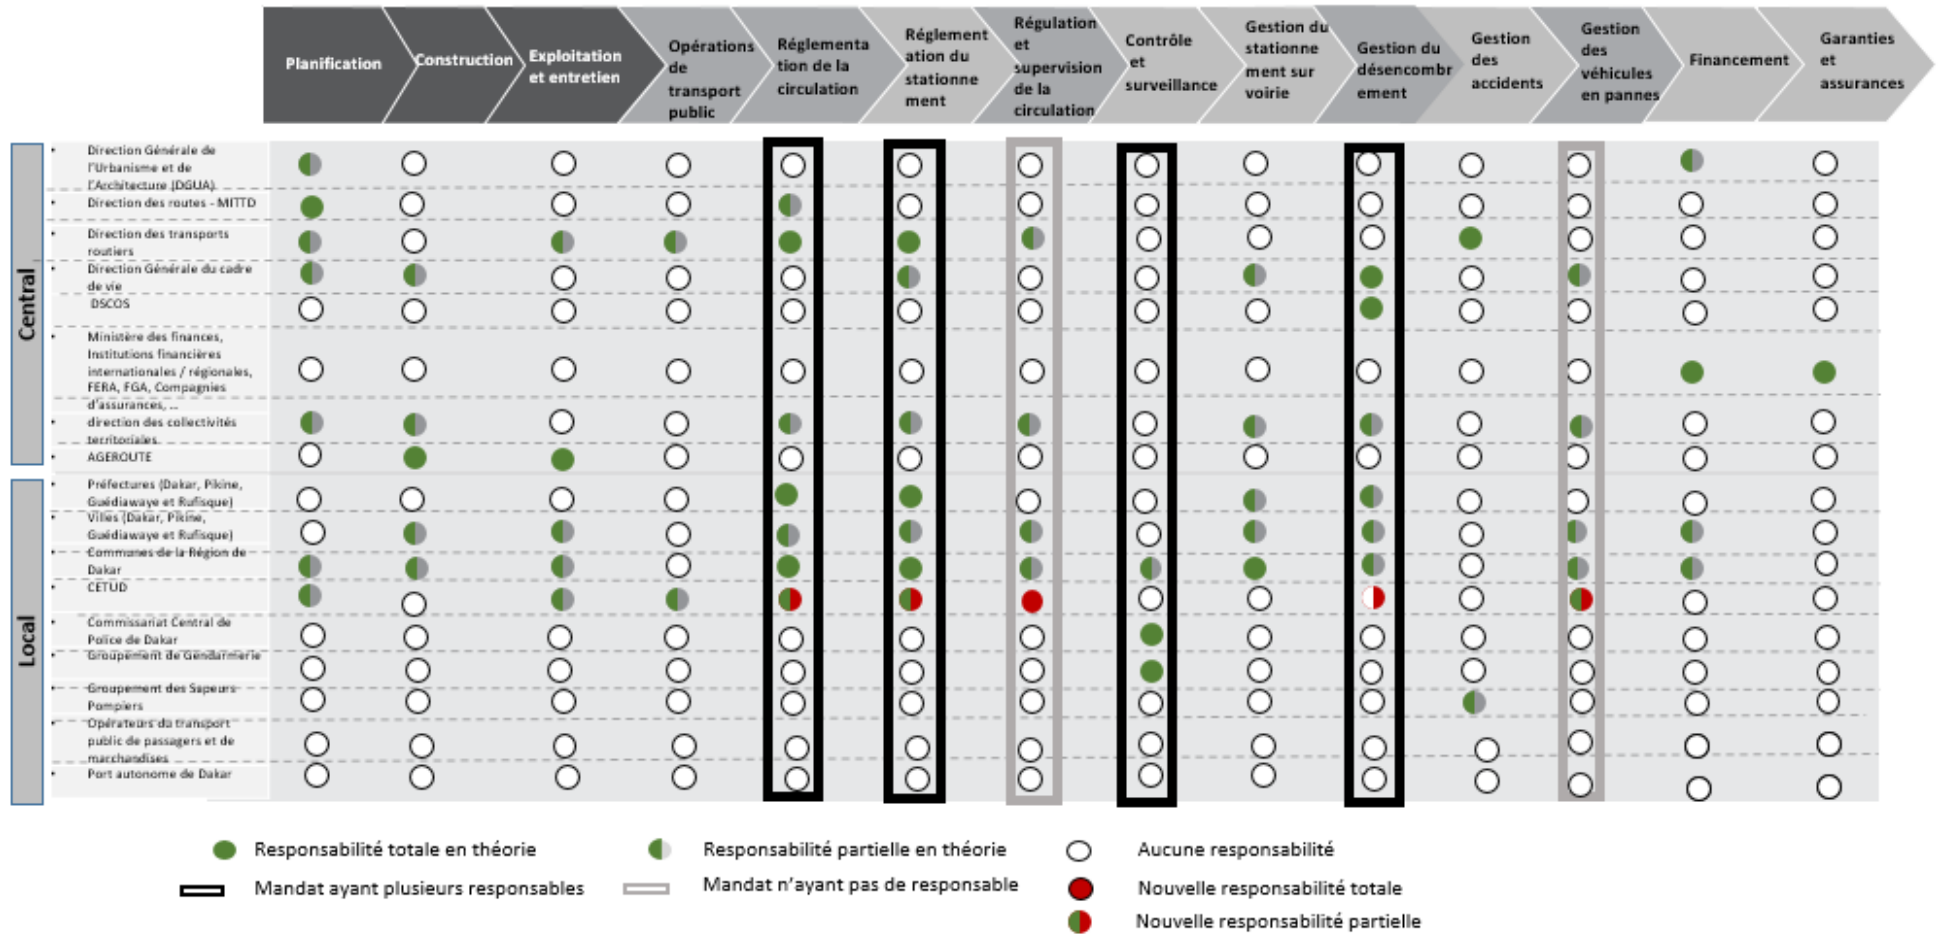 Planification
Construction
Exploitation
et entretien
Opérations
de
transport
public
Réglementa
tion de la
circulation
Réglement
ation du
stationne
ment
Régulation
et
supervision
de la
circulation
Contrôle
et
surveillance
Gestion du
stationne
ment sur
voirie
Gestion du
désencombr
ement
Gestion
des
accidents
Gestion
des
véhicules
en pannes
Financement
Garanties
et
assurances
Central
• Direction Générale de
l'Urbanisme et de
l'Architecture (DGUA)
• Direction des routes - MITTD
• Direction des transports
routiers
• Direction Générale du cadre
de vie
• DSCOS
• Ministère des finances,
Institutions financières
internationales / régionales,
FERA, FGA, Compagnies
d'assurances, ...
• direction des collectivités
territoriales
• AGEROUTE
Local
• Préfectures (Dakar, Pikine,
Guédiawaye et Rufisque)
• Villes (Dakar, Pikine,
Guédiawaye et Rufisque)
• Communes de la Région de
Dakar
• CETUD
• Commissariat Central de
Police de Dakar
• Groupement de Gendarmerie
• Groupement des Sapeurs
Pompiers
• Opérateurs du transport
public de passagers et de
marchandises
• Port autonome de Dakar
Responsabilité totale en théorie
Responsabilité partielle en théorie
Aucune responsabilité
Mandat ayant plusieurs responsables
Mandat n'ayant pas de responsable
Nouvelle responsabilité totale
Nouvelle responsabilité partielle